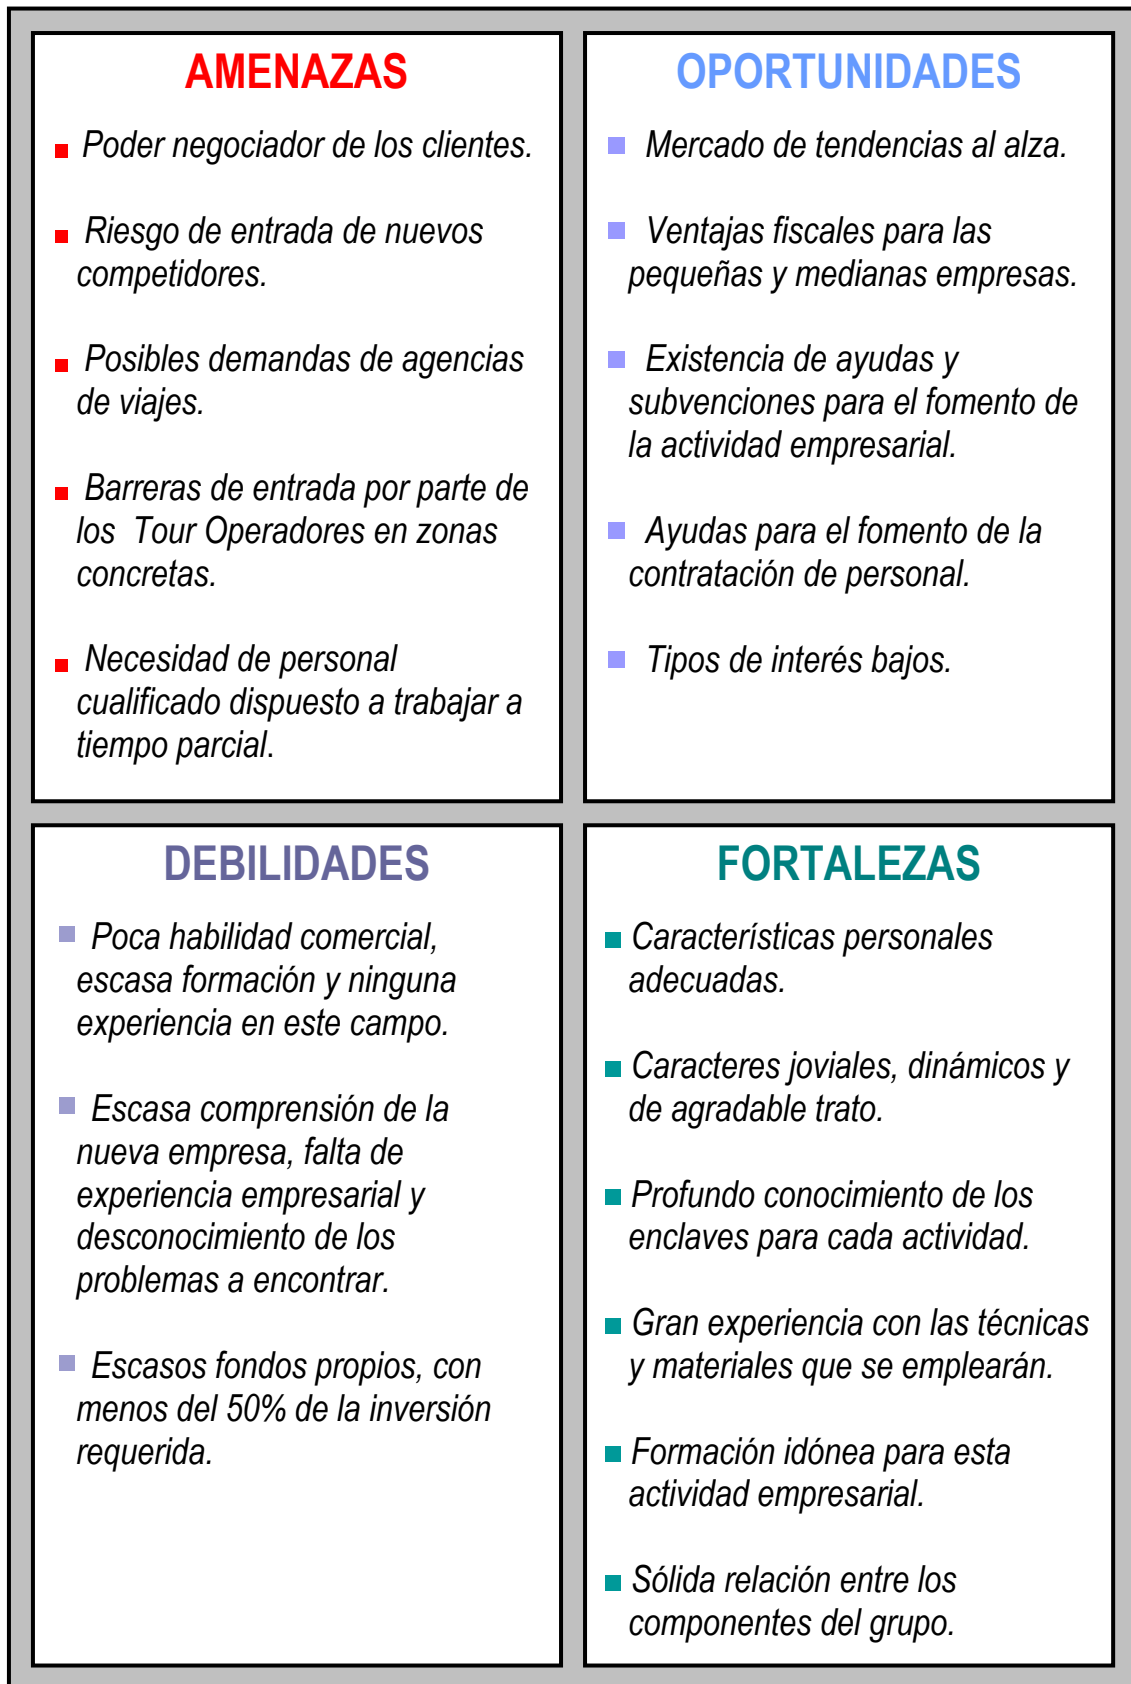 AMENAZAS
Poder negociador de los clientes.
Riesgo de entrada de nuevos
competidores.
Posibles demandas de agencias
de viajes.
Barreras de entrada por parte de
los Tour Operadores en zonas
concretas.
Necesidad de personal
cualificado dispuesto a trabajar a
tiempo parcial.
OPORTUNIDADES
Mercado de tendencias al alza.
Ventajas fiscales para las
pequeñas y medianas empresas.
Existencia de ayudas y
subvenciones para el fomento de
la actividad empresarial.
Ayudas para el fomento de la
contratación de personal.
Tipos de interés bajos.
DEBILIDADES
Poca habilidad comercial,
escasa formación y ninguna
experiencia en este campo.
Escasa comprensión de la
nueva empresa, falta de
experiencia empresarial y
desconocimiento de los
problemas a encontrar.
Escasos fondos propios, con
menos del 50% de la inversión
requerida.
FORTALEZAS
Características personales
adecuadas.
Caracteres joviales, dinámicos y
de agradable trato.
Profundo conocimiento de los
enclaves para cada actividad.
Gran experiencia con las técnicas
y materiales que se emplearán.
Formación idónea para esta
actividad empresarial.
Sólida relación entre los
componentes del grupo.